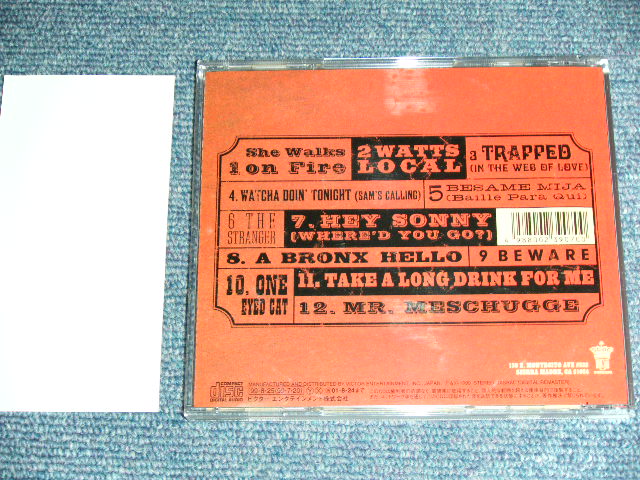 She Walks
1 on Fire
2 WATTS
LOCAL
3 TRAPPED
(IN THE WEB OF LOVE)
4. WA'TCHA DOIN' TONIGHT (SAM'S CALLING)
5 BESAME MIJA
(Baille Para Qui)
6 THE
STRANGER
7. HEY SONNY
(WHERE'D YOU GO?)
8. A BRONX HELLO
9 BEWARE
10. ONE
EYED CAT
11. TAKE A LONG DRINK FOR ME
12. MR. MESCHUGGE
SIERRA MADRE, CA 91024
COMPACT
disc
DIGITAL AUDIO
MANUFACTURED AND DISTRIBUTED BY VICTOR ENTERTAINMENT, INC., JAPAN.
ビクターエンタテインメント株式会社